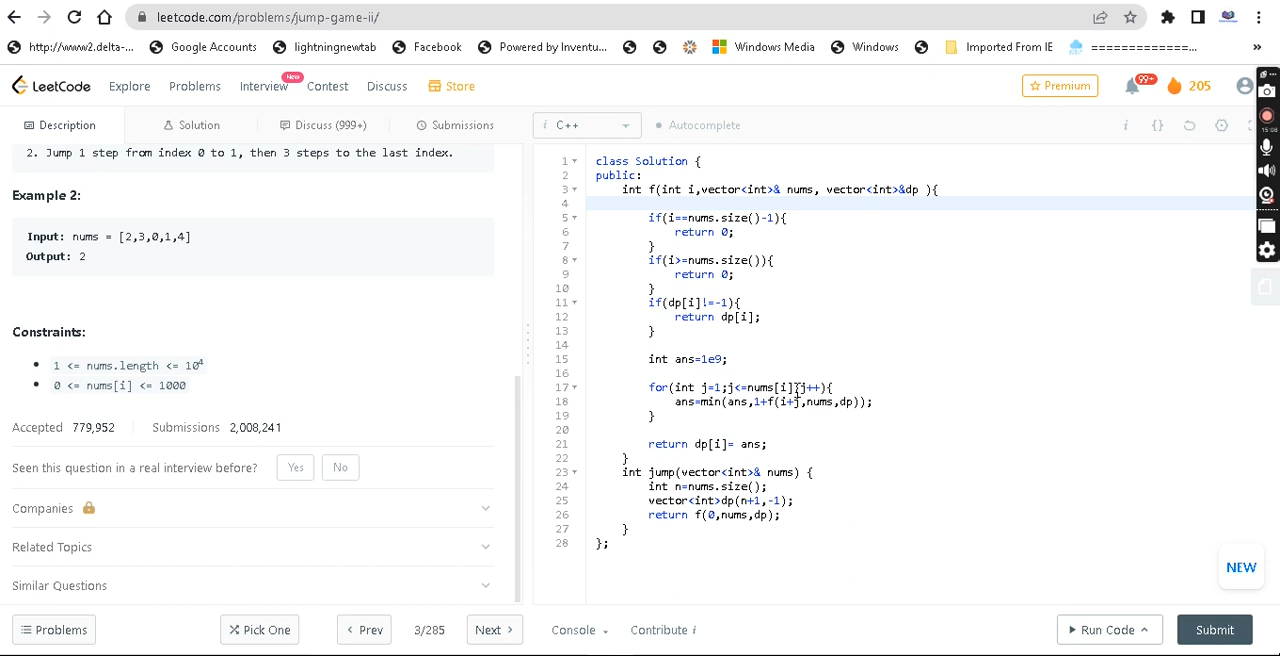 leetcode.com/problems/jump-game-ii/
http://www2.delta-... Google Accounts lightningnewtab Facebook Powered by Inventu... Windows Media Windows Imported From IE ============... »
LeetCode Explore Problems Interview New Contest Discuss Store Premium 99+ 205
Description Solution Discuss (999+) Submissions
i C++ Autocomplete i {}
2. Jump 1 step from index 0 to 1, then 3 steps to the last index.
Example 2:
Input: nums = [2,3,0,1,4]
Output: 2
Constraints:
1 <= nums.length <= 10⁴
0 <= nums[i] <= 1000
Accepted 779,952 Submissions 2,008,241
Seen this question in a real interview before? Yes No
Companies
Related Topics
Similar Questions
1 class Solution {
2 public:
3 int f(int i,vector<int>& nums, vector<int>&dp ){
4
5 if(i==nums.size()-1){
6 return 0;
7 }
8 if(i>=nums.size()){
9 return 0;
10 }
11 if(dp[i]!=-1){
12 return dp[i];
13 }
14
15 int ans=1e9;
16
17 for(int j=1;j<=nums[i];j++){
18 ans=min(ans,1+f(i+j,nums,dp));
19 }
20
21 return dp[i]= ans;
22 }
23 int jump(vector<int>& nums) {
24 int n=nums.size();
25 vector<int>dp(n+1,-1);
26 return f(0,nums,dp);
27 }
28 };
15:08
NEW
Problems Pick One < Prev 3/285 Next > Console Contribute i Run Code Submit